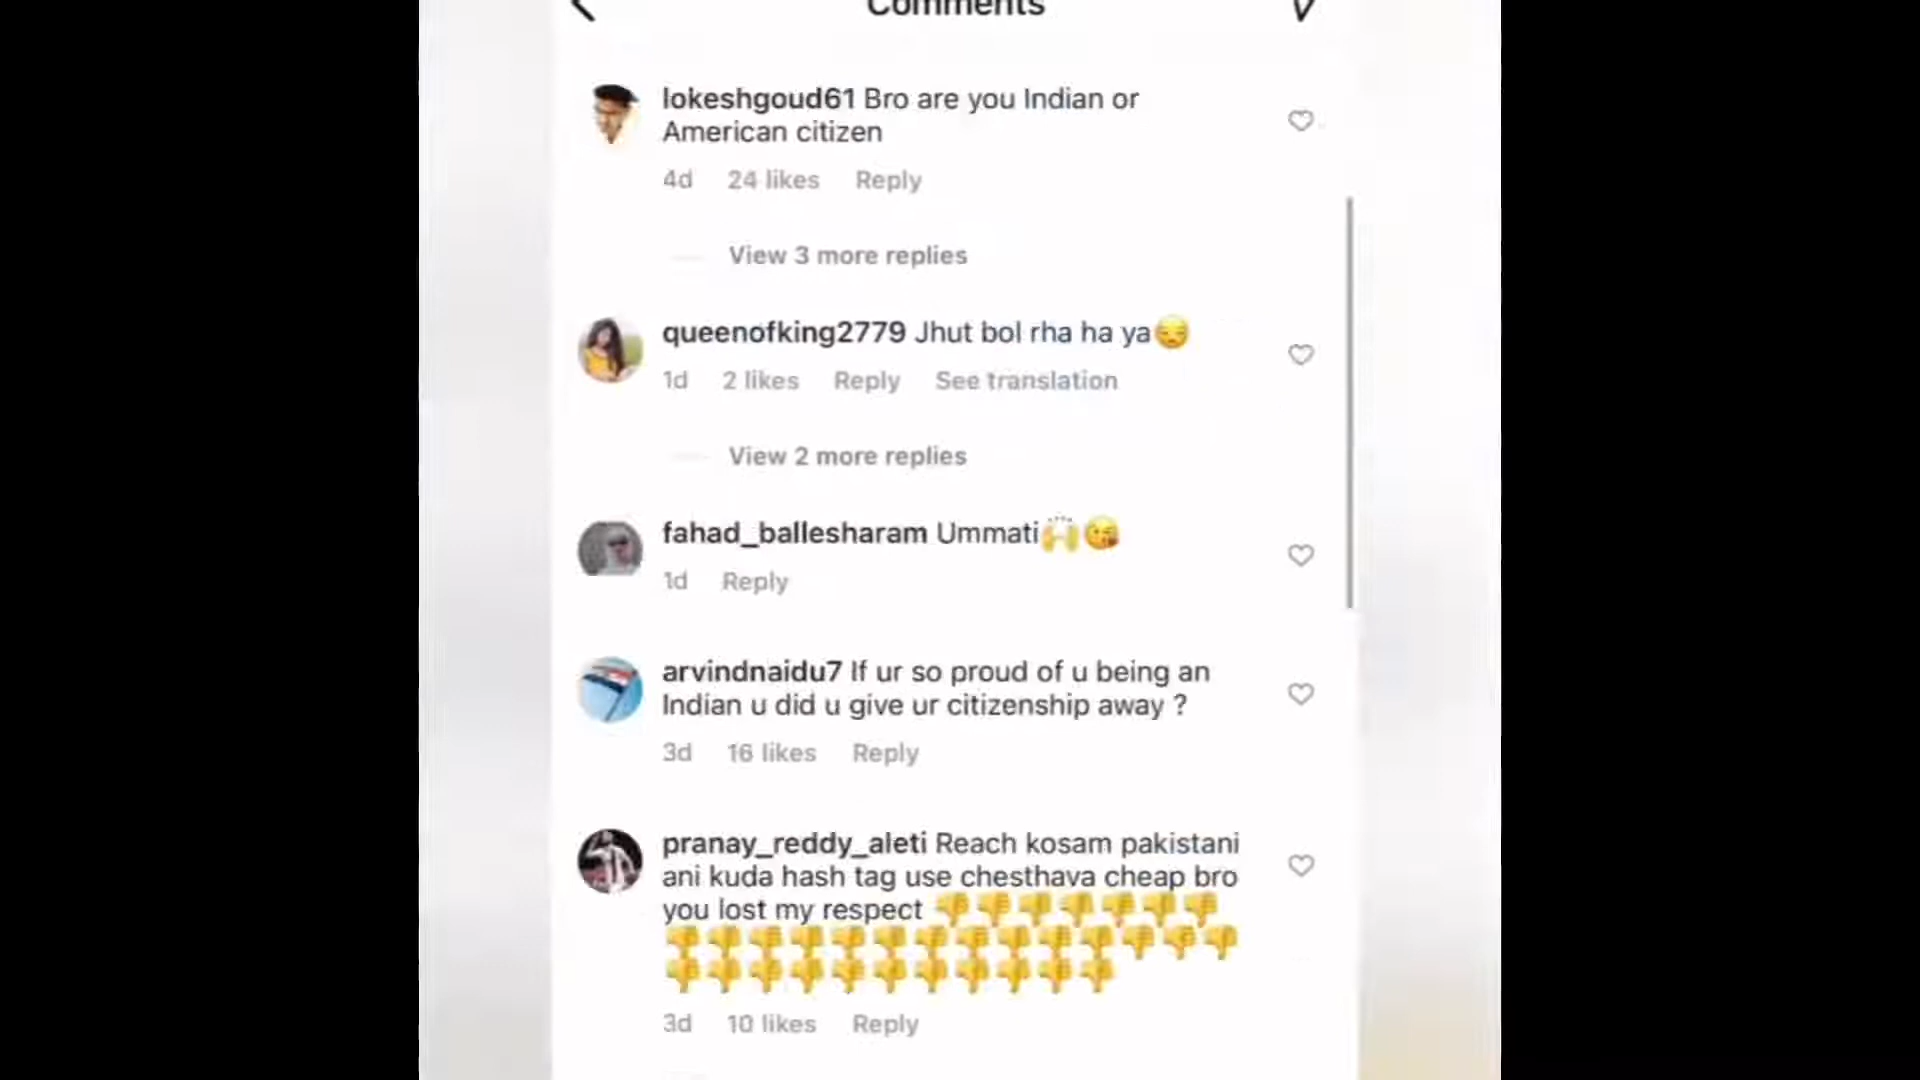 Comments
lokeshgoud61 Bro are you Indian or
American citizen
4d 24 likes Reply
View 3 more replies
queenofking2779 Jhut bol rha ha ya😔
1d 2 likes Reply See translation
View 2 more replies
fahad_ballesharam Ummati🙌😘
1d Reply
arvindnaidu7 If ur so proud of u being an
Indian u did u give ur citizenship away ?
3d 16 likes Reply
pranay_reddy_aleti Reach kosam pakistani
ani kuda hash tag use chesthava cheap bro
you lost my respect 👎👎👎👎👎👎👎
👎👎👎👎👎👎👎👎👎👎👎👎👎👎
👎👎👎👎👎👎👎👎👎👎👎
3d 10 likes Reply